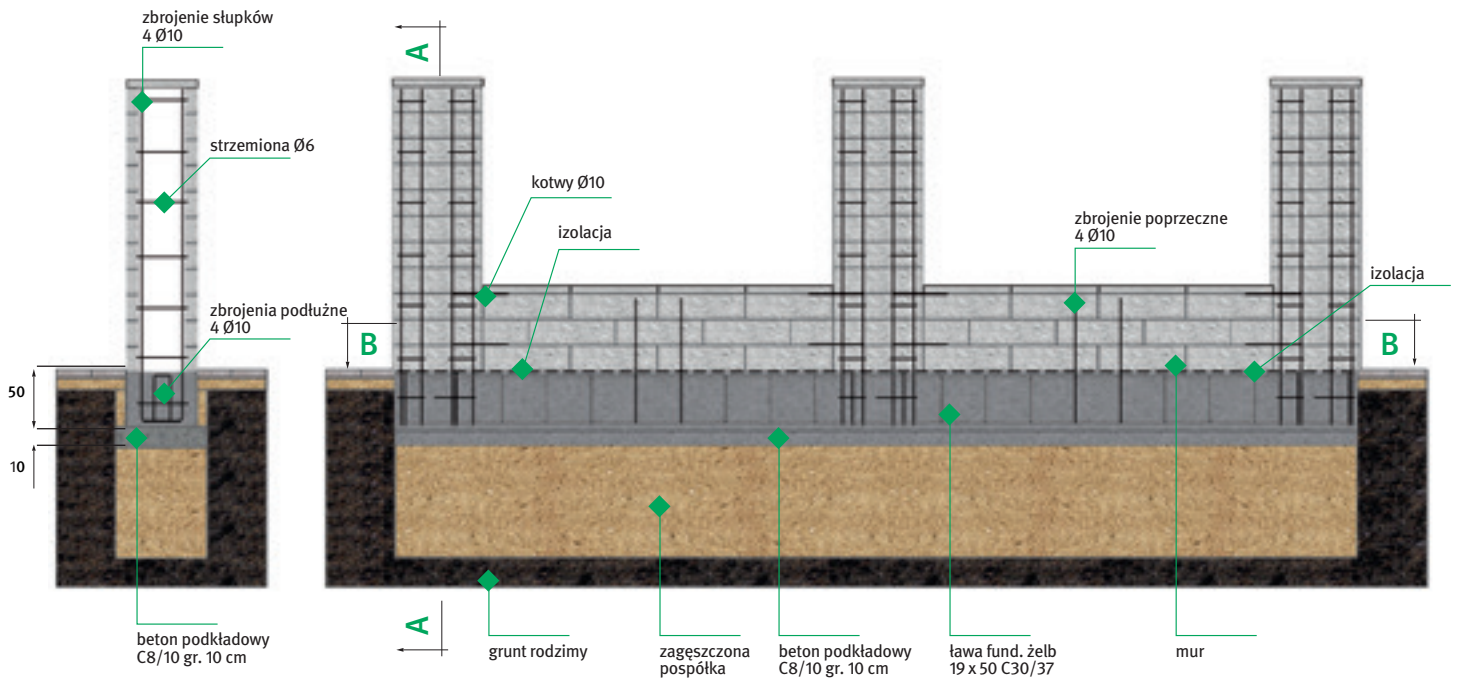 zbrojenie słupków
4 Ø10
A
strzemiona Ø6
kotwy Ø10
izolacja
zbrojenie poprzeczne
4 Ø10
izolacja
zbrojenia podłużne
4 Ø10
B
B
50
10
A
beton podkładowy
C8/10 gr. 10 cm
grunt rodzimy
zagęszczona
pospółka
beton podkładowy
C8/10 gr. 10 cm
ława fund. żelb
19 x 50 C30/37
mur